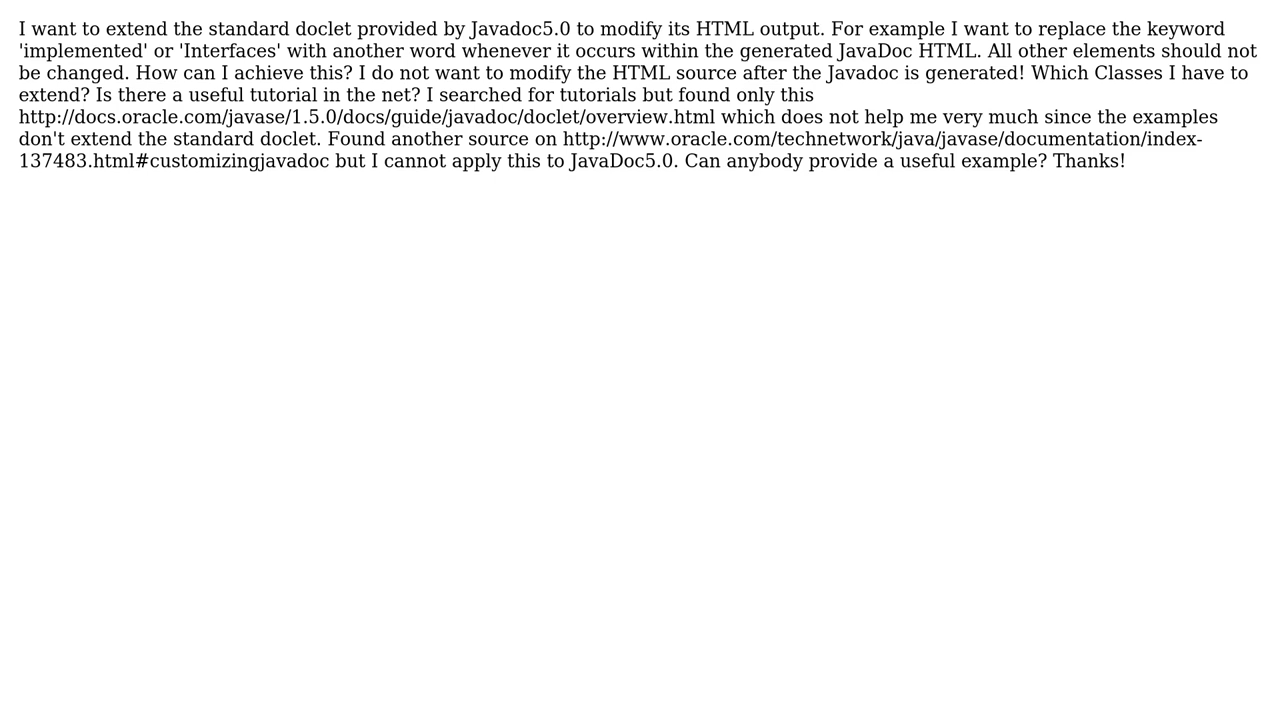 I want to extend the standard doclet provided by Javadoc5.0 to modify its HTML output. For example I want to replace the keyword
'implemented' or 'Interfaces' with another word whenever it occurs within the generated JavaDoc HTML. All other elements should not
be changed. How can I achieve this? I do not want to modify the HTML source after the Javadoc is generated! Which Classes I have to
extend? Is there a useful tutorial in the net? I searched for tutorials but found only this
http://docs.oracle.com/javase/1.5.0/docs/guide/javadoc/doclet/overview.html which does not help me very much since the examples
don't extend the standard doclet. Found another source on http://www.oracle.com/technetwork/java/javase/documentation/index-
137483.html#customizingjavadoc but I cannot apply this to JavaDoc5.0. Can anybody provide a useful example? Thanks!